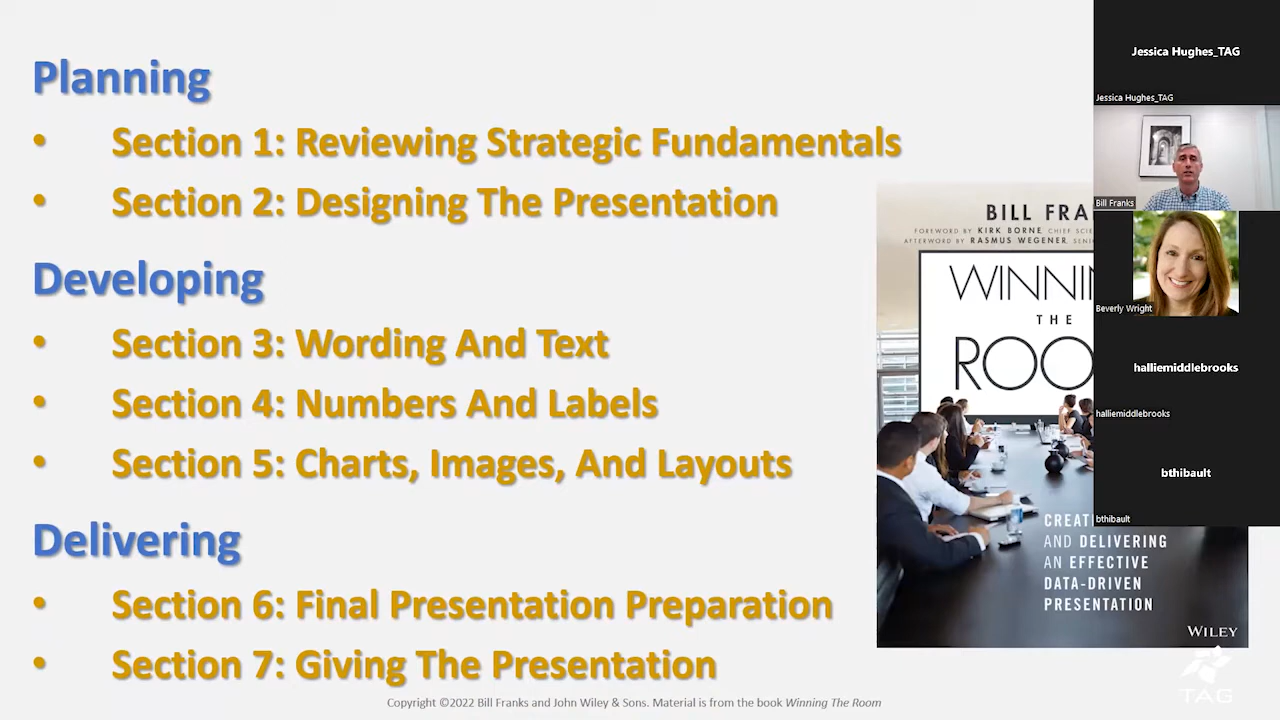 Planning
• Section 1: Reviewing Strategic Fundamentals
• Section 2: Designing The Presentation
Developing
• Section 3: Wording And Text
• Section 4: Numbers And Labels
• Section 5: Charts, Images, And Layouts
Delivering
• Section 6: Final Presentation Preparation
• Section 7: Giving The Presentation
BILL FRA
FOREWORD BY KIRK BORNE, CHIEF SCIE
AFTERWORD BY RASMUS WEGENER, SENI
WINNIN
THE
ROO
CREAT
AND DELIVERING
AN EFFECTIVE
DATA-DRIVEN
PRESENTATION
WILEY
TAG
Copyright ©2022 Bill Franks and John Wiley & Sons. Material is from the book Winning The Room
Jessica Hughes_TAG
Jessica Hughes_TAG
Bill Franks
Beverly Wright
halliemiddlebrooks
halliemiddlebrooks
bthibault
bthibault